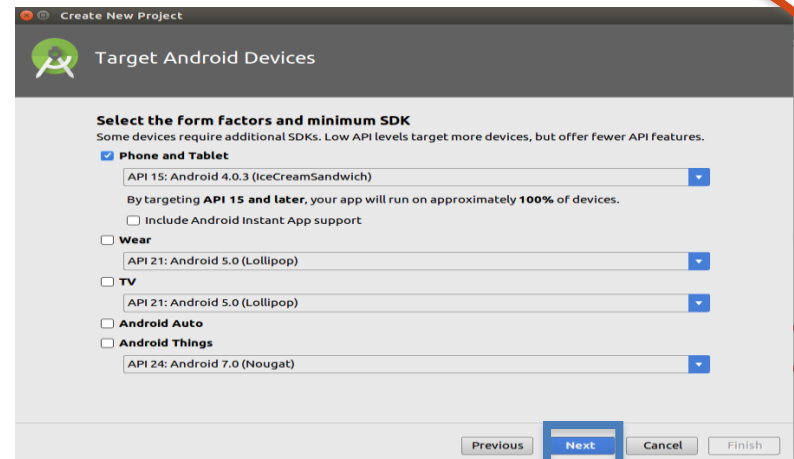 Create New Project
Target Android Devices
Select the form factors and minimum SDK
Some devices require additional SDKs. Low API levels target more devices, but offer fewer API features.
Phone and Tablet
API 15: Android 4.0.3 (IceCreamSandwich)
By targeting API 15 and later, your app will run on approximately 100% of devices.
Include Android Instant App support
Wear
API 21: Android 5.0 (Lollipop)
TV
API 21: Android 5.0 (Lollipop)
Android Auto
Android Things
API 24: Android 7.0 (Nougat)
Previous Next Cancel Finish